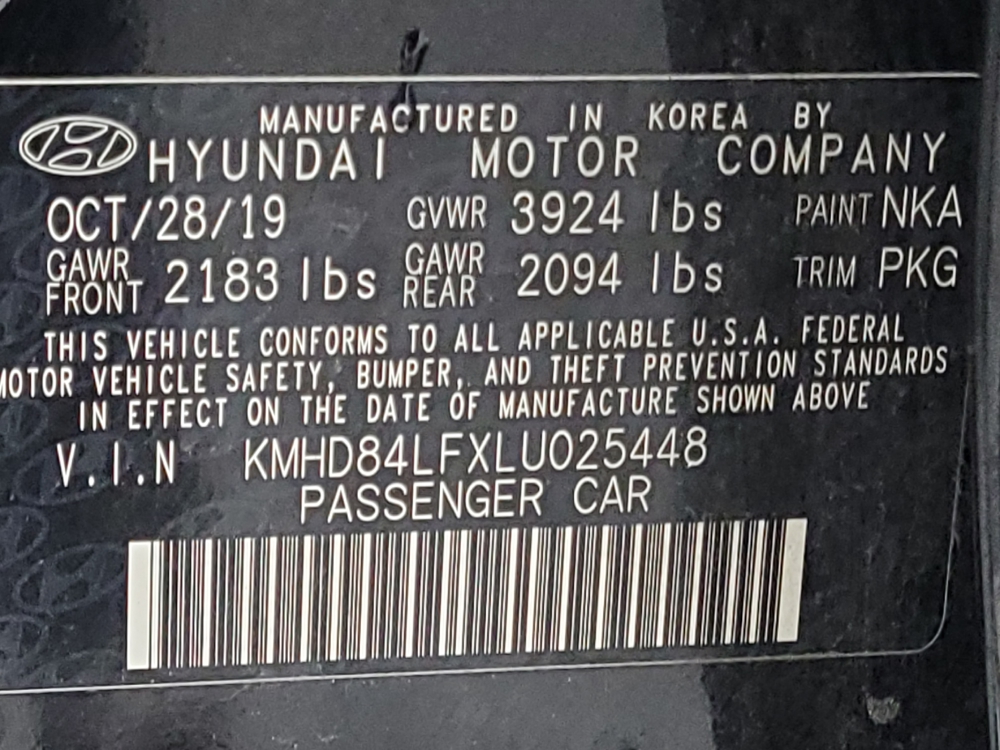 MANUFACTURED IN KOREA BY
HYUNDAI MOTOR COMPANY
OCT/28/19 GVWR 3924 lbs PAINT NKA
GAWR FRONT 2183 lbs GAWR REAR 2094 lbs TRIM PKG
THIS VEHICLE CONFORMS TO ALL APPLICABLE U.S.A. FEDERAL
MOTOR VEHICLE SAFETY, BUMPER, AND THEFT PREVENTION STANDARDS
IN EFFECT ON THE DATE OF MANUFACTURE SHOWN ABOVE
V.I.N KMHD84LFXLU025448
PASSENGER CAR